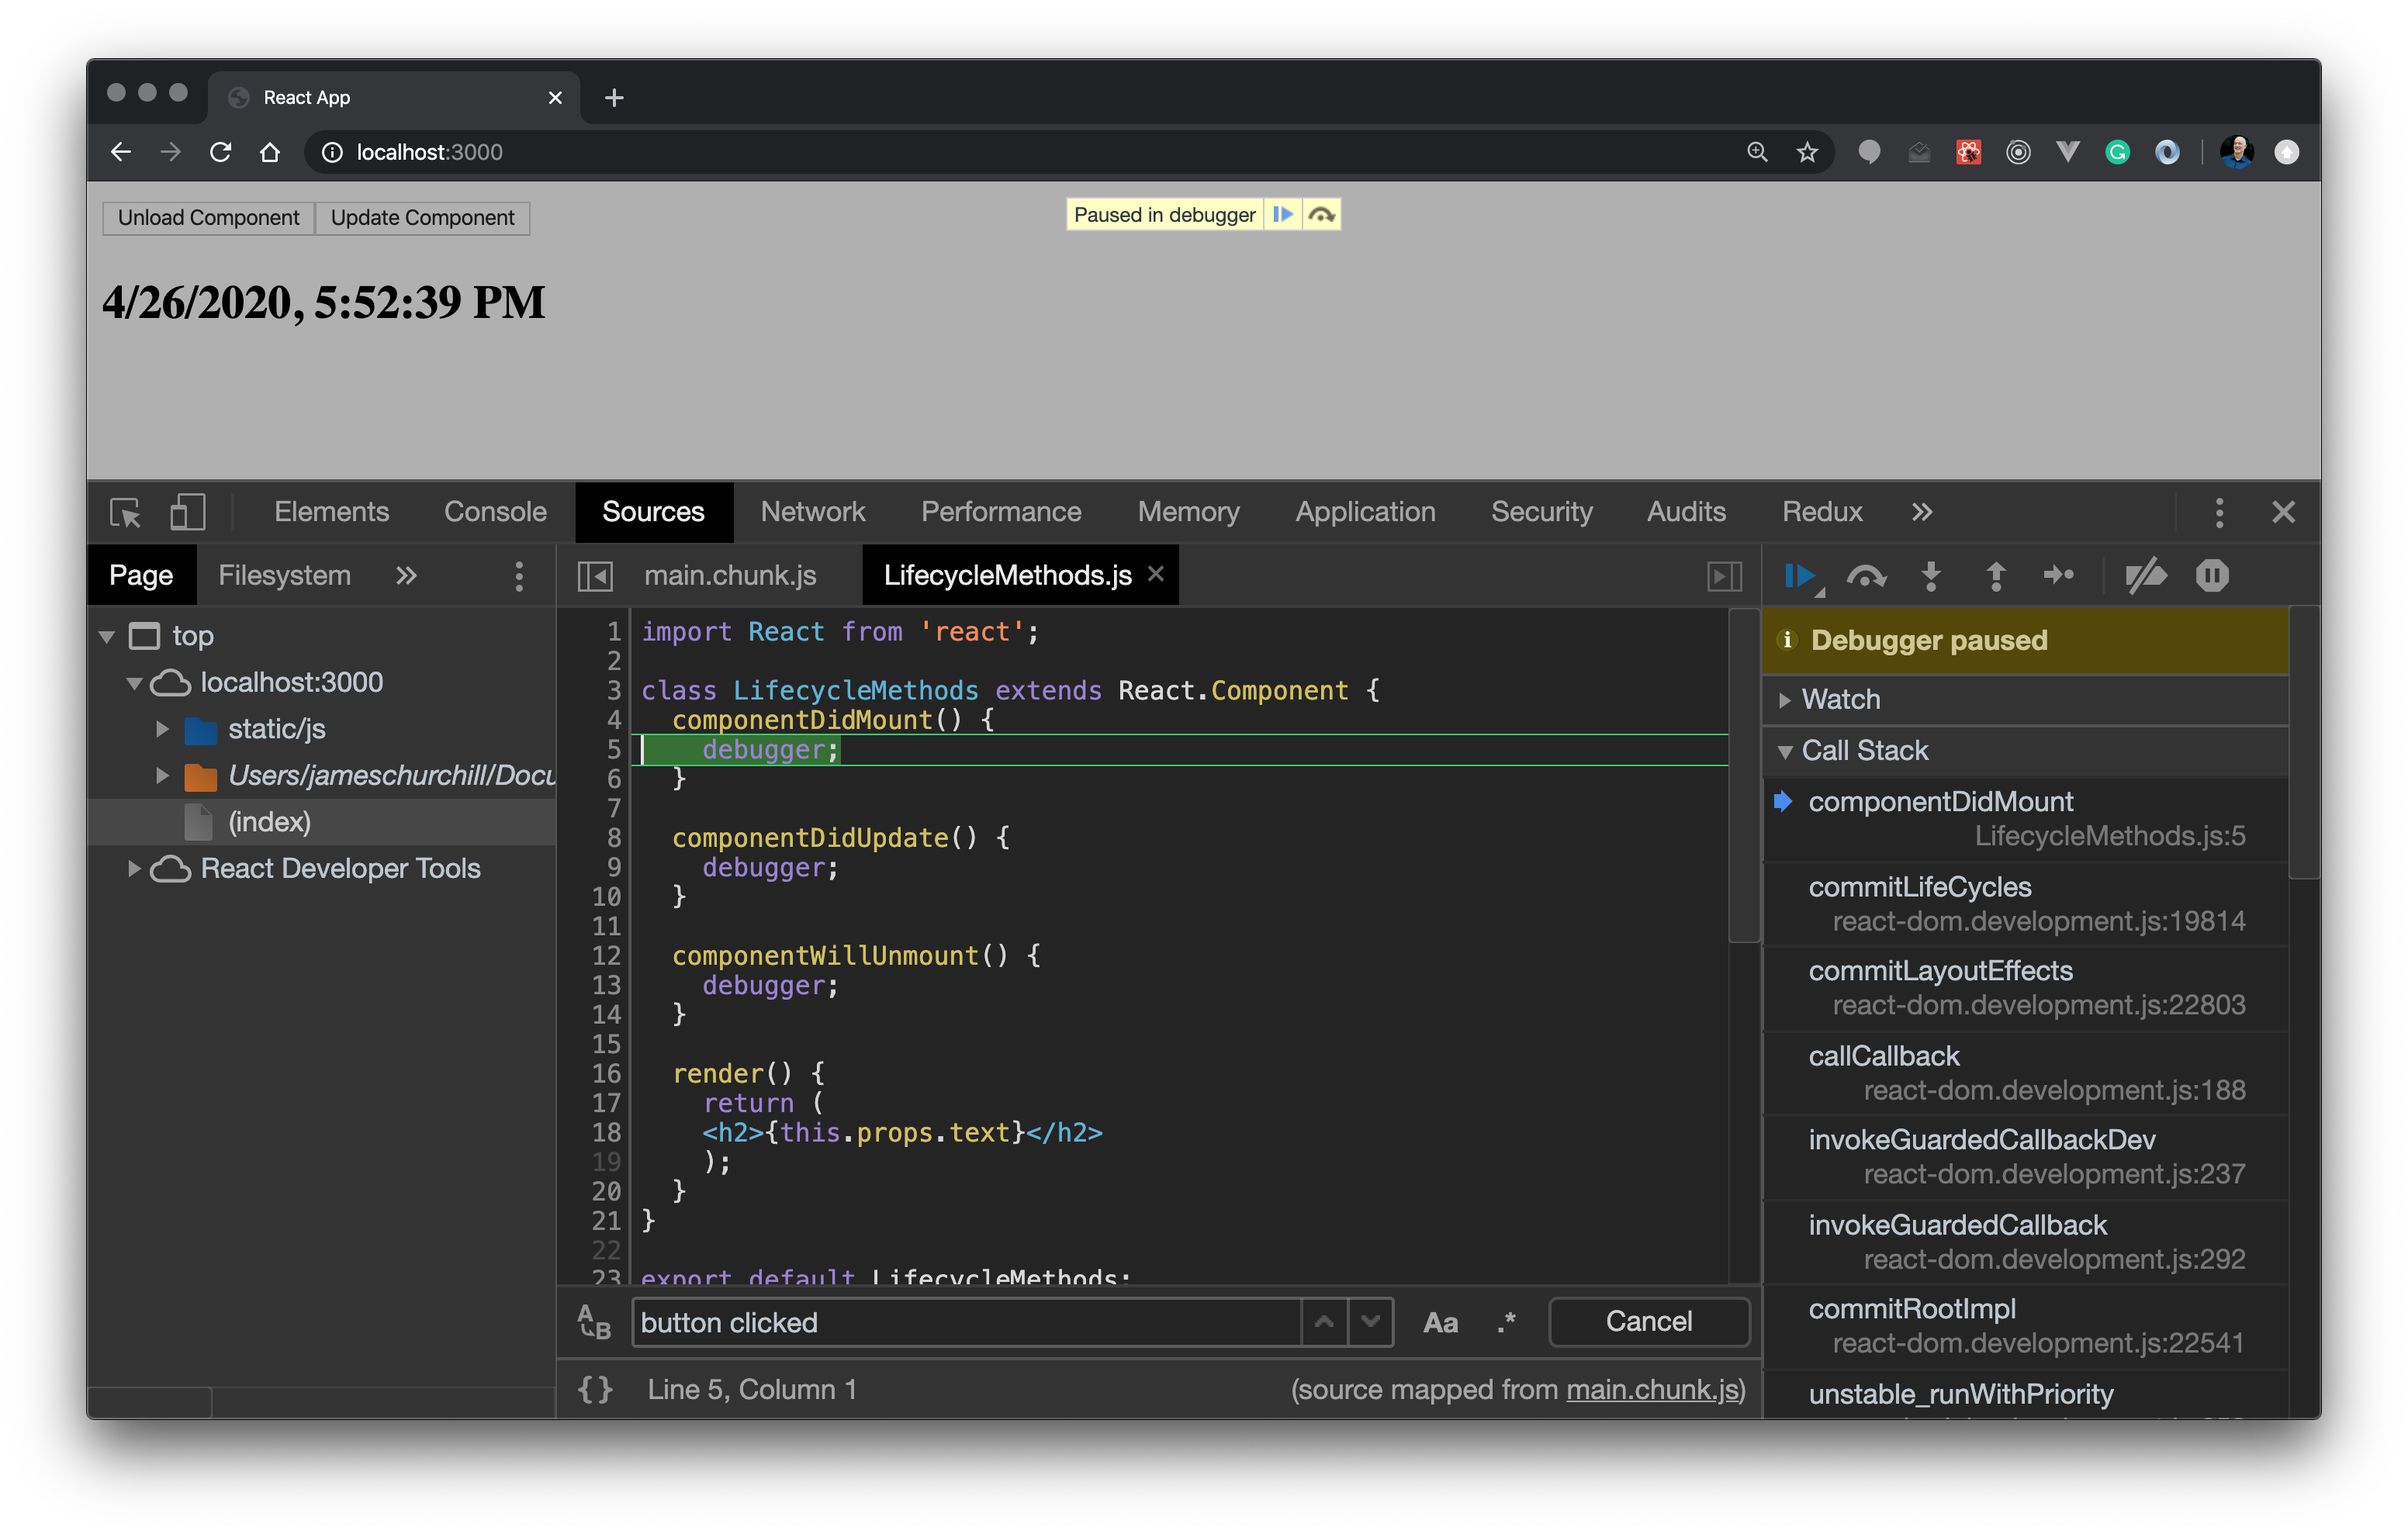 React App
localhost:3000
Unload Component Update Component
Paused in debugger
4/26/2020, 5:52:39 PM
Elements Console Sources Network Performance Memory Application Security Audits Redux »
Page Filesystem »
main.chunk.js LifecycleMethods.js
top
localhost:3000
static/js
Users/jameschurchill/Docu
(index)
React Developer Tools
1 import React from 'react';
2
3 class LifecycleMethods extends React.Component {
4 componentDidMount() {
5 debugger;
6 }
7
8 componentDidUpdate() {
9 debugger;
10 }
11
12 componentWillUnmount() {
13 debugger;
14 }
15
16 render() {
17 return (
18 <h2>{this.props.text}</h2>
19 );
20 }
21 }
22
23 export default LifecycleMethods;
button clicked
Aa .* Cancel
{} Line 5, Column 1
(source mapped from main.chunk.js)
Debugger paused
Watch
Call Stack
componentDidMount
LifecycleMethods.js:5
commitLifeCycles
react-dom.development.js:19814
commitLayoutEffects
react-dom.development.js:22803
callCallback
react-dom.development.js:188
invokeGuardedCallbackDev
react-dom.development.js:237
invokeGuardedCallback
react-dom.development.js:292
commitRootImpl
react-dom.development.js:22541
unstable_runWithPriority